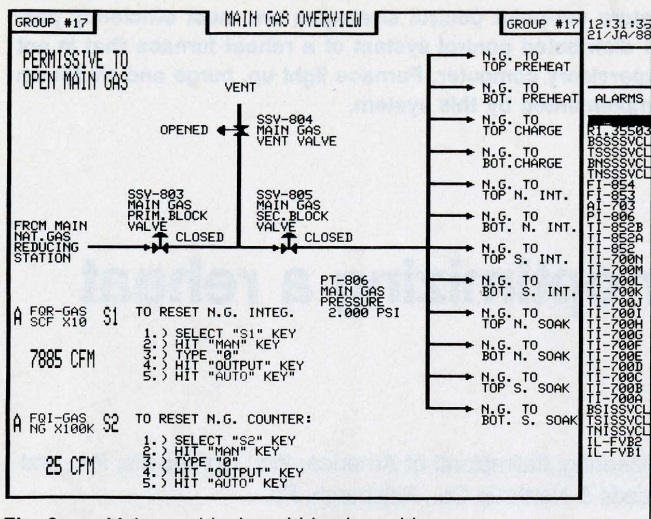 GROUP #17
MAIN GAS OVERVIEW
GROUP #17
21/JA/88
PERMISSIVE TO
OPEN MAIN GAS
VENT
OPENED
SSV-804
MAIN GAS
VENT VALVE
SSV-803
MAIN GAS
PRIM.BLOCK
VALVE
CLOSED
SSV-805
MAIN GAS
SEC.BLOCK
VALVE
CLOSED
FROM MAIN
NAT.GAS
REDUCING
STATION
PT-806
MAIN GAS
PRESSURE
2.000 PSI
N.G. TO
TOP PREHEAT
N.G. TO
BOT. PREHEAT
N.G. TO
TOP CHARGE
N.G. TO
BOT.CHARGE
N.G. TO
TOP N. INT.
N.G. TO
BOT. N. INT.
N.G. TO
TOP S. INT.
N.G. TO
BOT S. INT.
N.G. TO
TOP N. SOAK
N.G. TO
BOT N. SOAK
N.G. TO
TOP S. SOAK
N.G. TO
BOT. S. SOAK
A FQR-GAS S1
SCF X10
7885 CFM
TO RESET N.G. INTEG.
1.) SELECT "S1" KEY
2.) HIT "MAN" KEY
3.) TYPE "0"
4.) HIT "OUTPUT" KEY
5.) HIT "AUTO" KEY"
A FQI-GAS S2
NG X100K
25 CFM
TO RESET N.G. COUNTER:
1.) SELECT "S2" KEY
2.) HIT "MAN" KEY
3.) TYPE "0"
4.) HIT "OUTPUT" KEY
5.) HIT "AUTO" KEY
ALARMS
R1.35503
BSSSSVCL
TSSSSVCL
BNSSSVCL
TNSSSVCL
FI-854
FI-853
AI-703
PI-806
TI-852B
TI-852A
TI-852
TI-700N
TI-700M
TI-700L
TI-700K
TI-700J
TI-700I
TI-700H
TI-700G
TI-700F
TI-700E
TI-700D
TI-700C
TI-700B
TI-700A
BSISSVCL
TSISSVCL
TNISSVCL
IL-FVB2
IL-FVB1